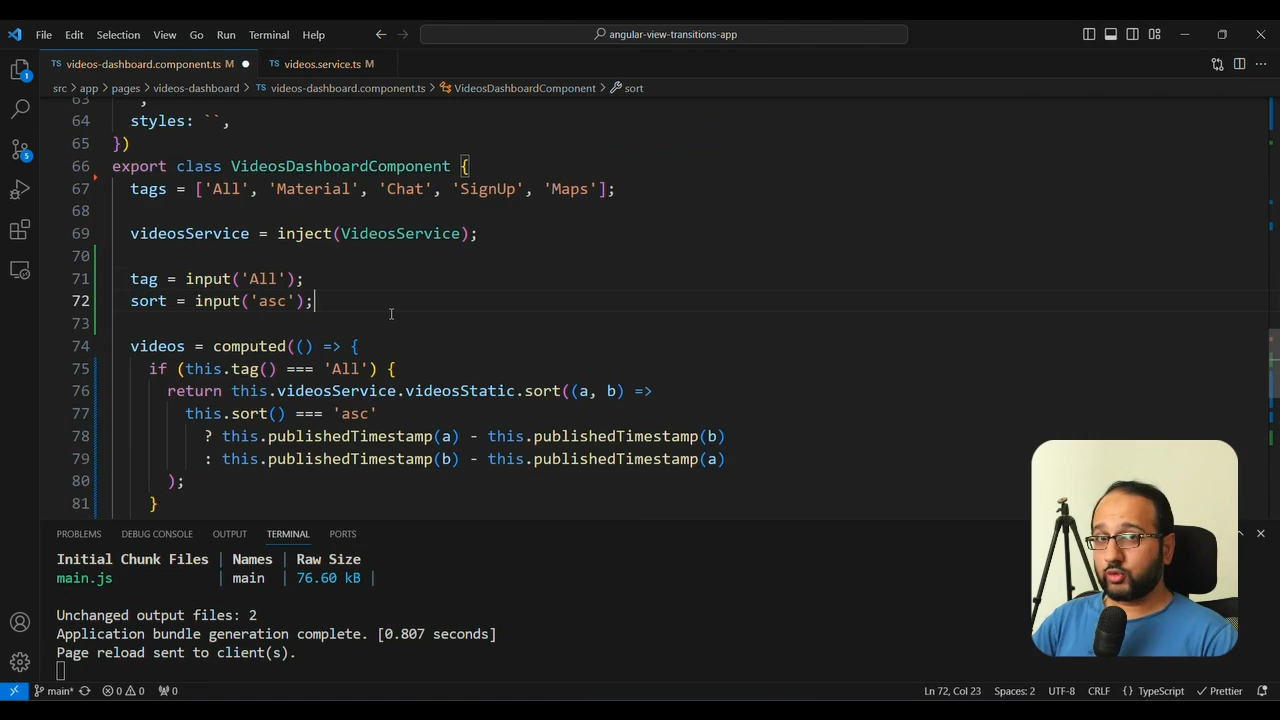 File Edit Selection View Go Run Terminal Help
angular-view-transitions-app
TS videos-dashboard.component.ts M
TS videos.service.ts M
src > app > pages > videos-dashboard > TS videos-dashboard.component.ts > VideosDashboardComponent > sort
64 styles: ``,
65 })
66 export class VideosDashboardComponent {
67 tags = ['All', 'Material', 'Chat', 'SignUp', 'Maps'];
68
69 videosService = inject(VideosService);
70
71 tag = input('All');
72 sort = input('asc');
73
74 videos = computed(() => {
75 if (this.tag() === 'All') {
76 return this.videosService.videosStatic.sort((a, b) =>
77 this.sort() === 'asc'
78 ? this.publishedTimestamp(a) - this.publishedTimestamp(b)
79 : this.publishedTimestamp(b) - this.publishedTimestamp(a)
80 );
81 }
1
5
PROBLEMS DEBUG CONSOLE OUTPUT TERMINAL PORTS
Initial Chunk Files | Names | Raw Size
main.js | main | 76.60 kB |
Unchanged output files: 2
Application bundle generation complete. [0.807 seconds]
Page reload sent to client(s).
main* 0 0 0 Ln 72, Col 23 Spaces: 2 UTF-8 CRLF {} TypeScript Prettier